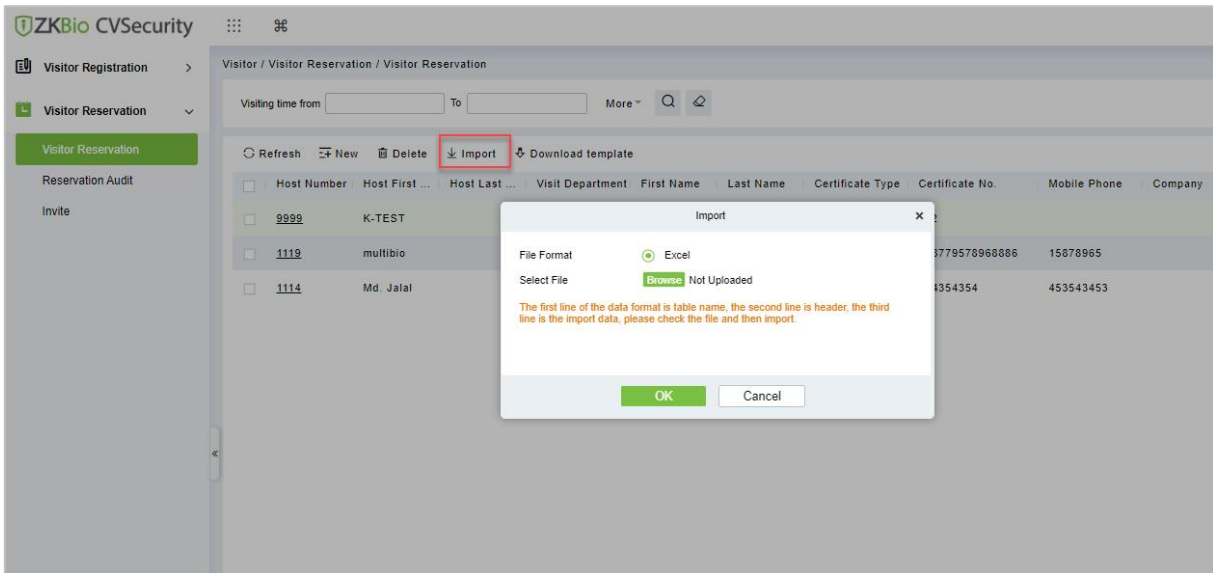 ZKBio CVSecurity
Visitor Registration
Visitor / Visitor Reservation / Visitor Reservation
Visitor Reservation
Visiting time from To More
Visitor Reservation
Refresh New Delete Import Download template
Reservation Audit
Host Number Host First ... Host Last ... Visit Department First Name Last Name Certificate Type Certificate No. Mobile Phone Company
Invite
9999 K-TEST
1119 multibio 3779578968886 15878965
1114 Md. Jalal 4354354 453543453
Import
File Format Excel
Select File Browse Not Uploaded
The first line of the data format is table name, the second line is header, the third
line is the import data, please check the file and then import.
OK Cancel